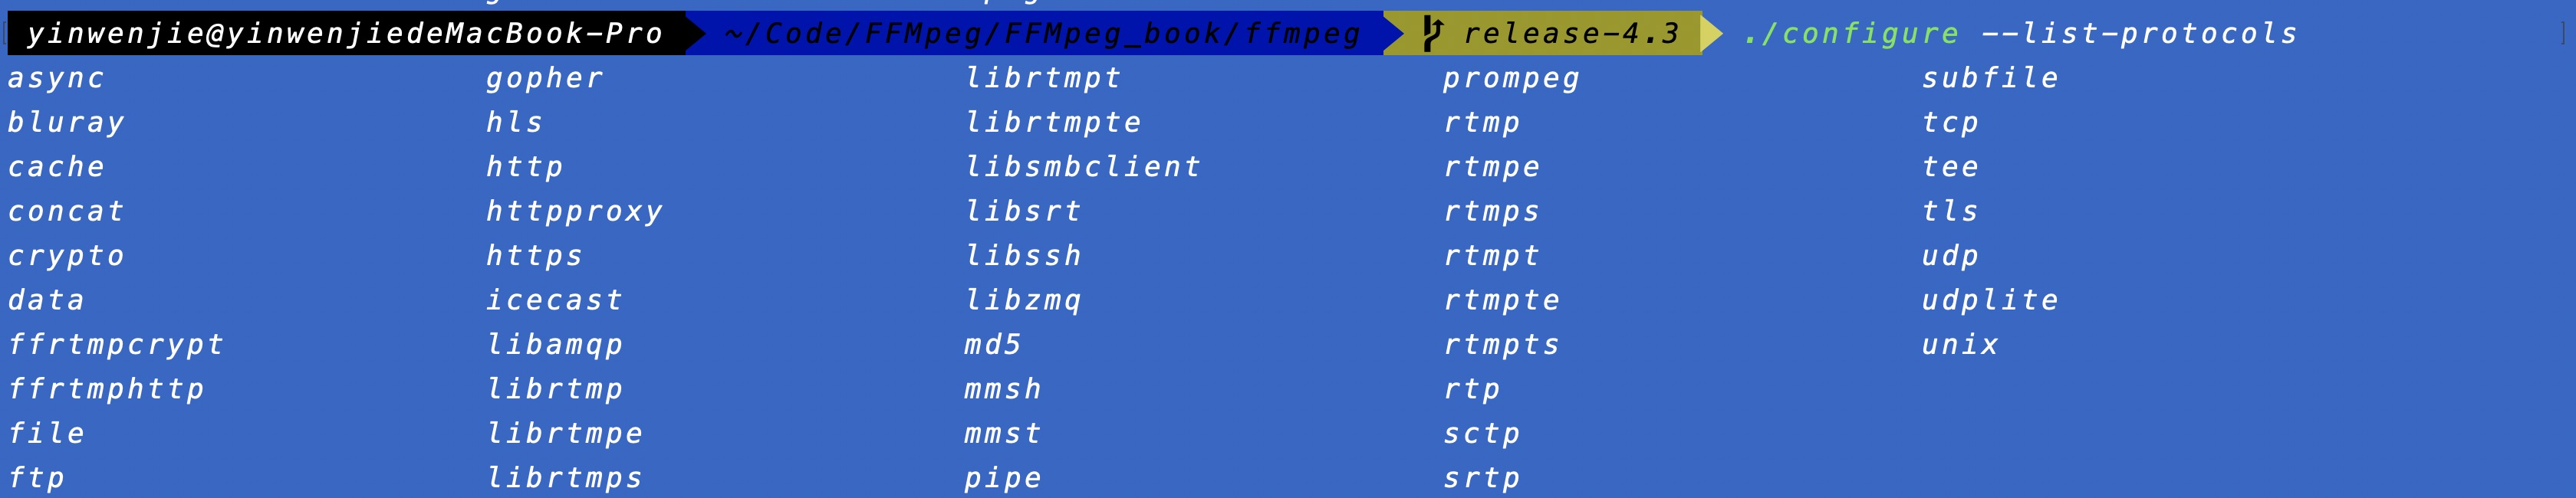 yinwenjie@yinwenjiedeMacBook-Pro ~/Code/FFMpeg/FFMpeg_book/ffmpeg release-4.3 ./configure --list-protocols
async gopher librtmpt prompeg subfile
bluray hls librtmpte rtmp tcp
cache http libsmbclient rtmpe tee
concat httpproxy libsrt rtmps tls
crypto https libssh rtmpt udp
data icecast libzmq rtmpte udplite
ffrtmpcrypt libamqp md5 rtmpts unix
ffrtmphttp librtmp mmsh rtp
file librtmpe mmst sctp
ftp librtmps pipe srtp